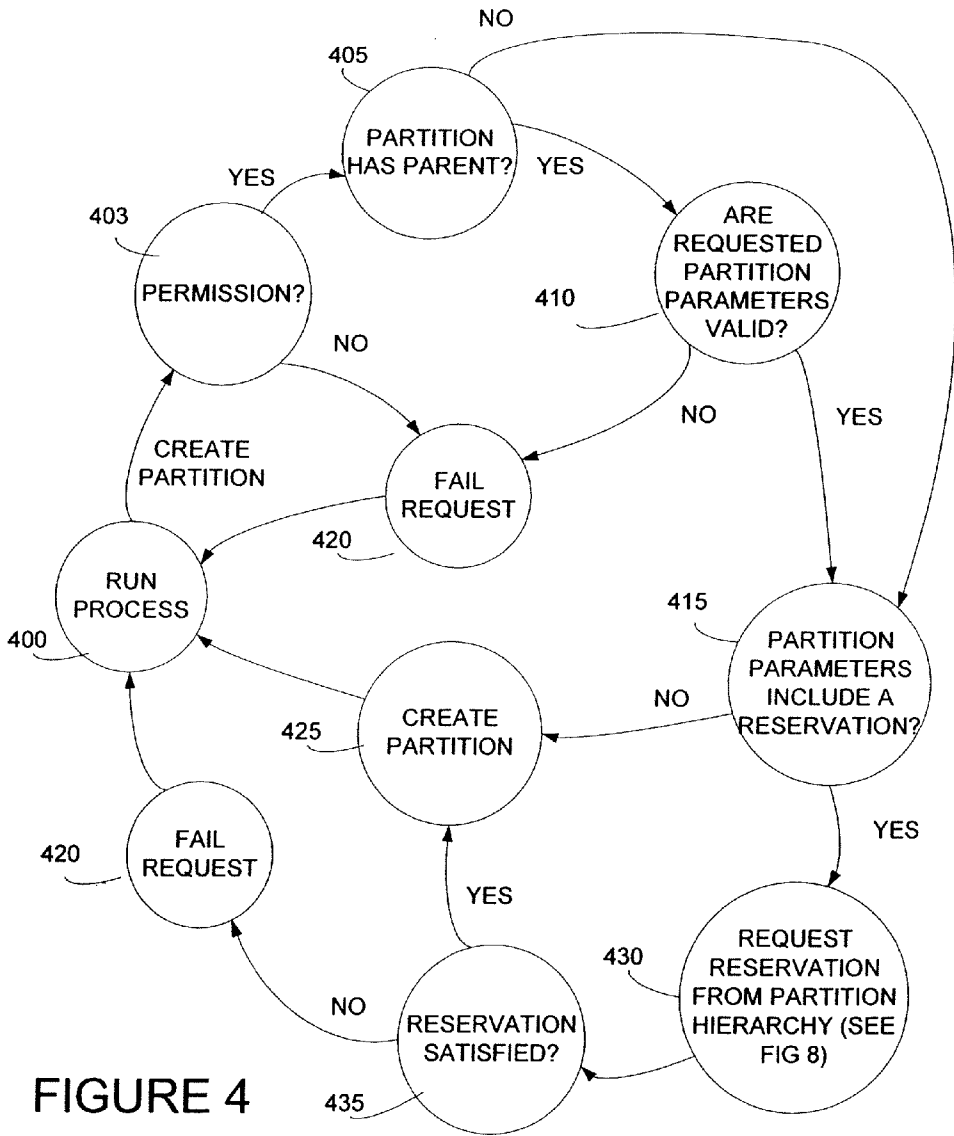 NO
405
PARTITION
HAS PARENT?
YES
YES
403
PERMISSION?
ARE
REQUESTED
PARTITION
PARAMETERS
VALID?
410
NO
NO
YES
CREATE
PARTITION
FAIL
REQUEST
420
RUN
PROCESS
400
415
PARTITION
PARAMETERS
INCLUDE A
RESERVATION?
NO
CREATE
PARTITION
425
YES
FAIL
REQUEST
420
YES
REQUEST
RESERVATION
FROM PARTITION
HIERARCHY (SEE
FIG 8)
430
NO
RESERVATION
SATISFIED?
435
FIGURE 4